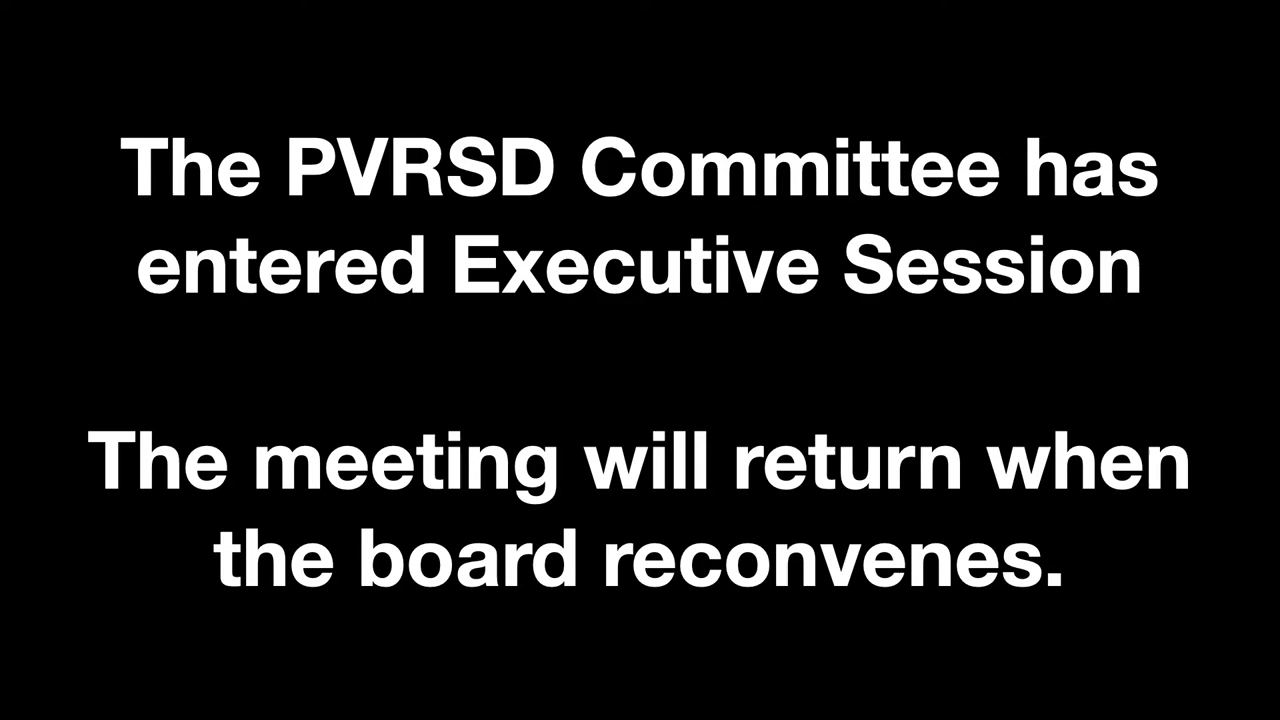 The PVRSD Committee has
entered Executive Session
The meeting will return when
the board reconvenes.